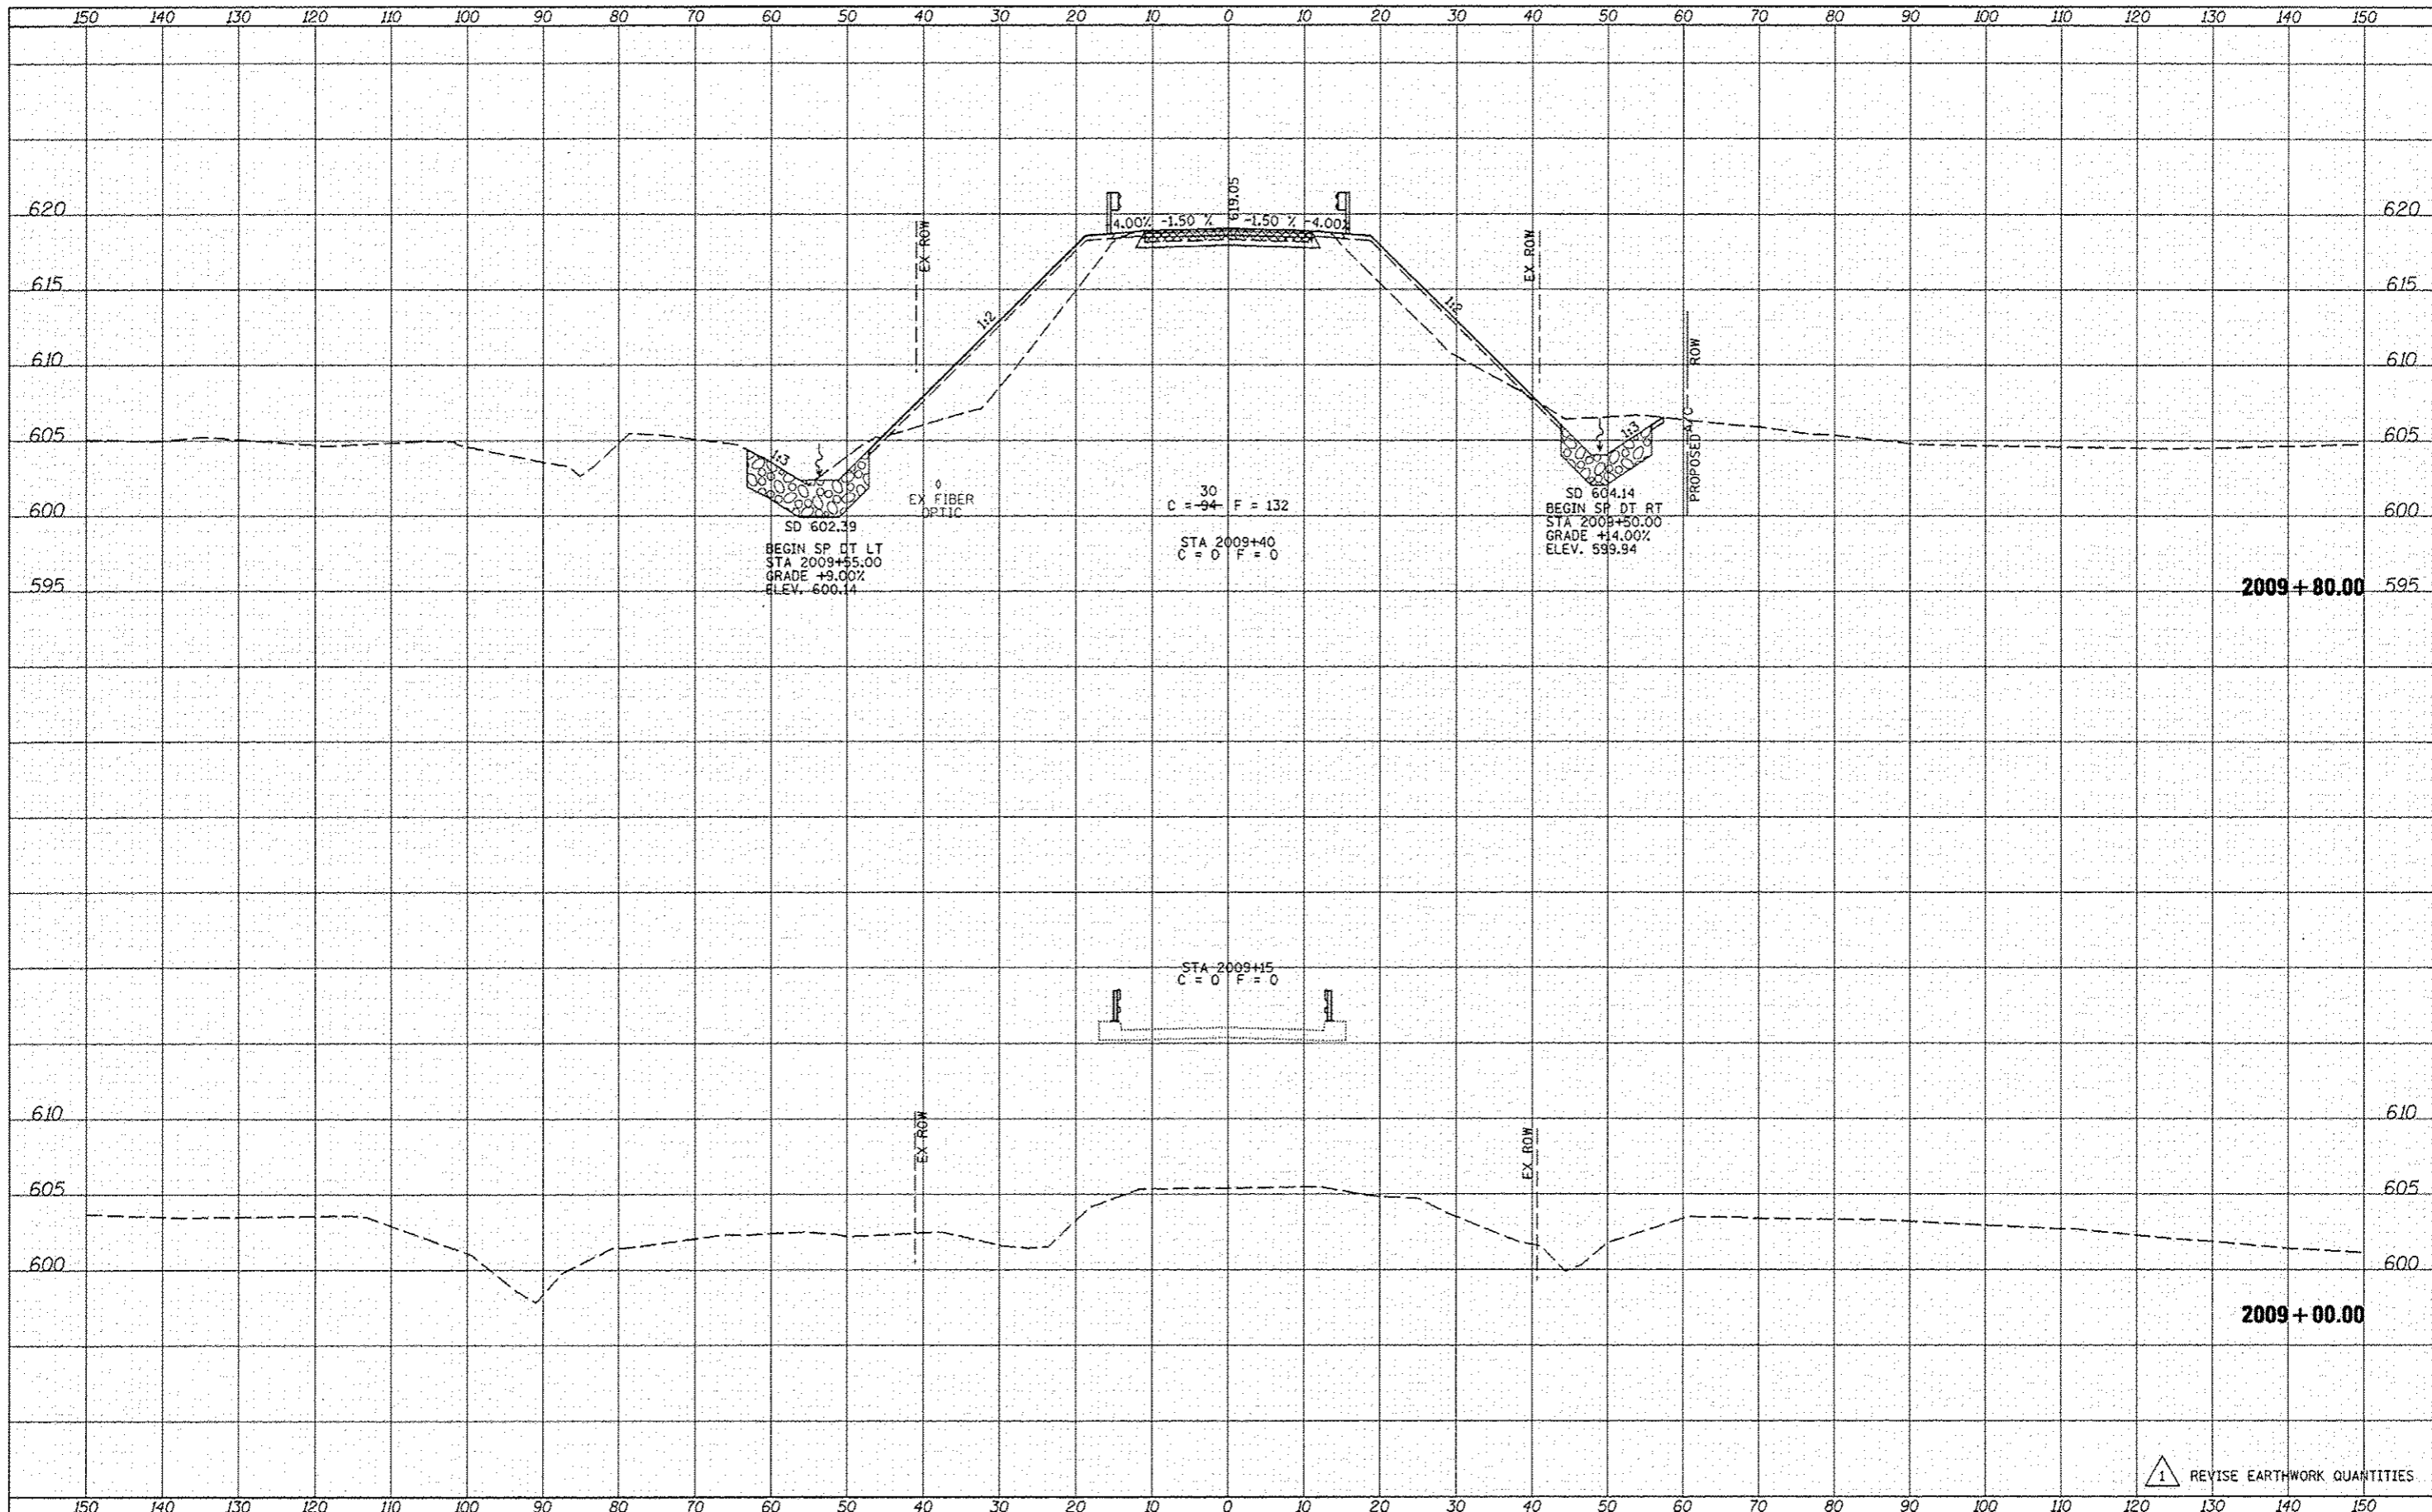 150 140 130 120 110 100 90 80 70 60 50 40 30 20 10 0 10 20 30 40 50 60 70 80 90 100 110 120 130 140 150
619.05
620 620
4.00% -1.50 % -1.50 % -4.00%
EX ROW
EX ROW
615 615
1:2
1:2
610 610
PROPOSED AC ROW
605 605
1:3
1:3
0
EX FIBER
OPTIC
30
C = 94 F = 132
600 600
STA 2009+40
C = 0 F = 0
SD 602.39
BEGIN SP DT LT
STA 2009+55.00
GRADE +9.00%
ELEV. 600.14
SD 604.14
BEGIN SP DT RT
STA 2009+50.00
GRADE +14.00%
ELEV. 599.94
595 2009+80.00 595
STA 2009+15
C = 0 F = 0
610 610
EX ROW
EX ROW
605 605
600 600
2009+00.00
1 REVISE EARTHWORK QUANTITIES
150 140 130 120 110 100 90 80 70 60 50 40 30 20 10 0 10 20 30 40 50 60 70 80 90 100 110 120 130 140 150